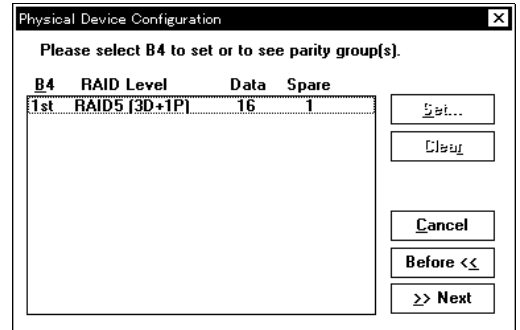 Physical Device Configuration
Please select B4 to set or to see parity group(s).
B4 RAID Level Data Spare
1st RAID5 (3D+1P) 16 1
Set...
Clear
Cancel
Before <<
>> Next